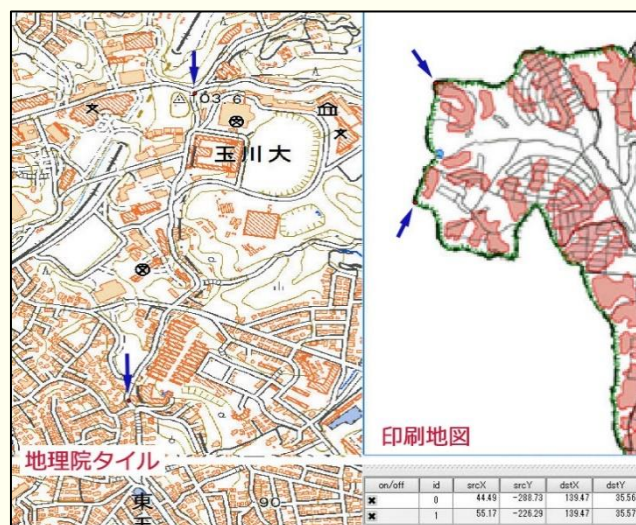 103.6
玉川大
地理院タイル
東
90
印刷地図
on/off id srcX srcY dstX dstY
0 44.49 -288.73 139.47 35.56
1 55.17 -226.29 139.47 35.57